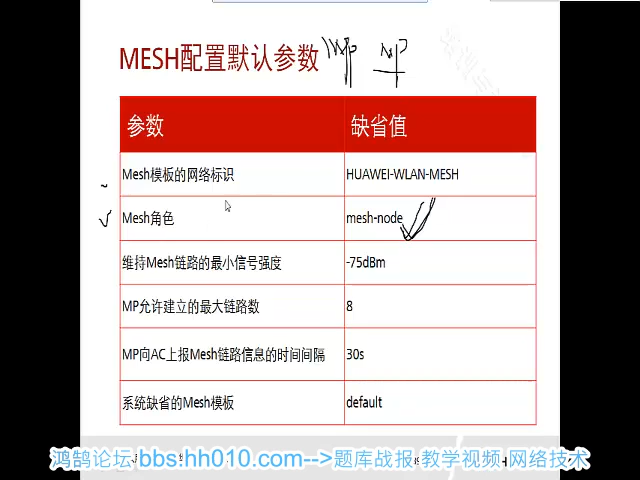 MESH配置默认参数 MP MP
参数 缺省值
Mesh模板的网络标识 HUAWEI-WLAN-MESH
Mesh角色 mesh-node
维持Mesh链路的最小信号强度 -75dBm
MP允许建立的最大链路数 8
MP向AC上报Mesh链路信息的时间间隔 30s
系统缺省的Mesh模板 default
鸿鹄论坛 bbs.hh010.com-->题库战报 教学视频 网络技术